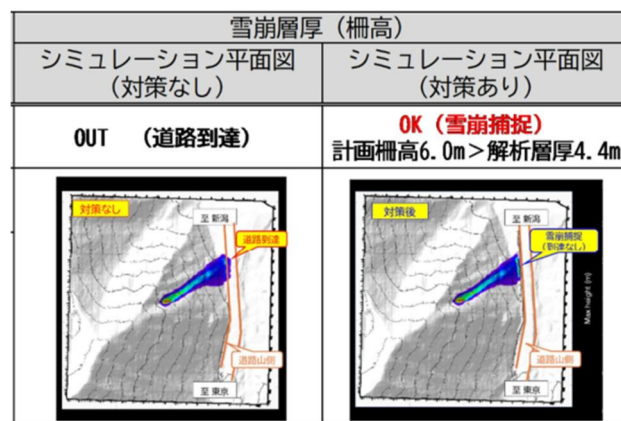 雪崩層厚（柵高）
シミュレーション平面図
（対策なし）
シミュレーション平面図
（対策あり）
OUT （道路到達）
OK（雪崩捕捉）
計画柵高6.0m＞解析層厚4.4m
対策なし
至 新潟
道路到達
道路山側
至 東京
対策後
至 新潟
雪崩捕捉
（到達なし）
Max height (m)
道路山側
至 東京